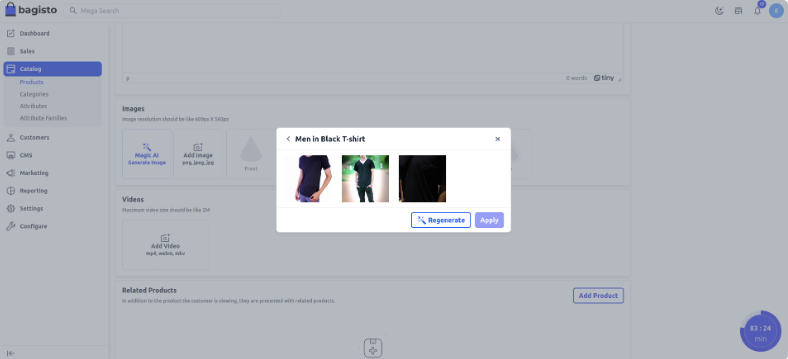 bagisto
Mega Search
6
E
Dashboard
Sales
Catalog
Products
Categories
Attributes
Attribute Families
Customers
CMS
Marketing
Reporting
Settings
Configure
P
0 words
tiny
Images
Image resolution should be like 609px X 560px
Magic AI
Generate Image
Add Image
png, jpeg, jpg
Front
Men in Black T-shirt
Regenerate
Apply
Videos
Maximum video size should be like 2M
Add Video
mp4, webm, mkv
Related Products
In addition to the product the customer is viewing, they are presented with related products.
Add Product
83 : 24
min